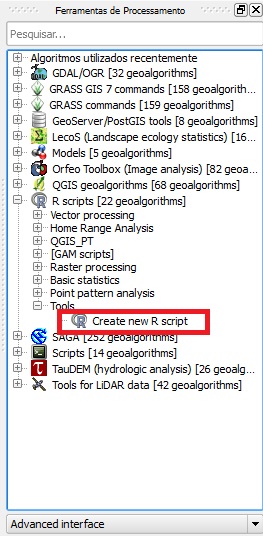 Ferramentas de Processamento
Pesquisar...
Algoritmos utilizados recentemente
GDAL/OGR [32 geoalgorithms]
GRASS GIS 7 commands [158 geoalgorithm...
GRASS commands [159 geoalgorithms]
GeoServer/PostGIS tools [8 geoalgorithms]
LecoS (Landscape ecology statistics) [16...
Models [5 geoalgorithms]
Orfeo Toolbox (Image analysis) [82 geoa...
QGIS geoalgorithms [68 geoalgorithms]
R scripts [22 geoalgorithms]
Vector processing
Home Range Analysis
QGIS_PT
[GAM scripts]
Raster processing
Basic statistics
Point pattern analysis
Tools
Create new R script
SAGA [252 geoalgorithms]
Scripts [14 geoalgorithms]
TauDEM (hydrologic analysis) [26 geoalg...
Tools for LiDAR data [42 geoalgorithms]
Advanced interface